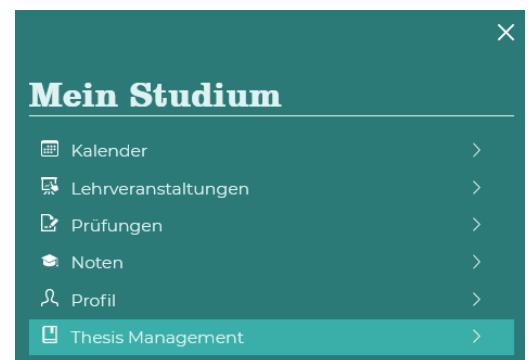 Mein Studium
Kalender
Lehrveranstaltungen
Prüfungen
Noten
Profil
Thesis Management